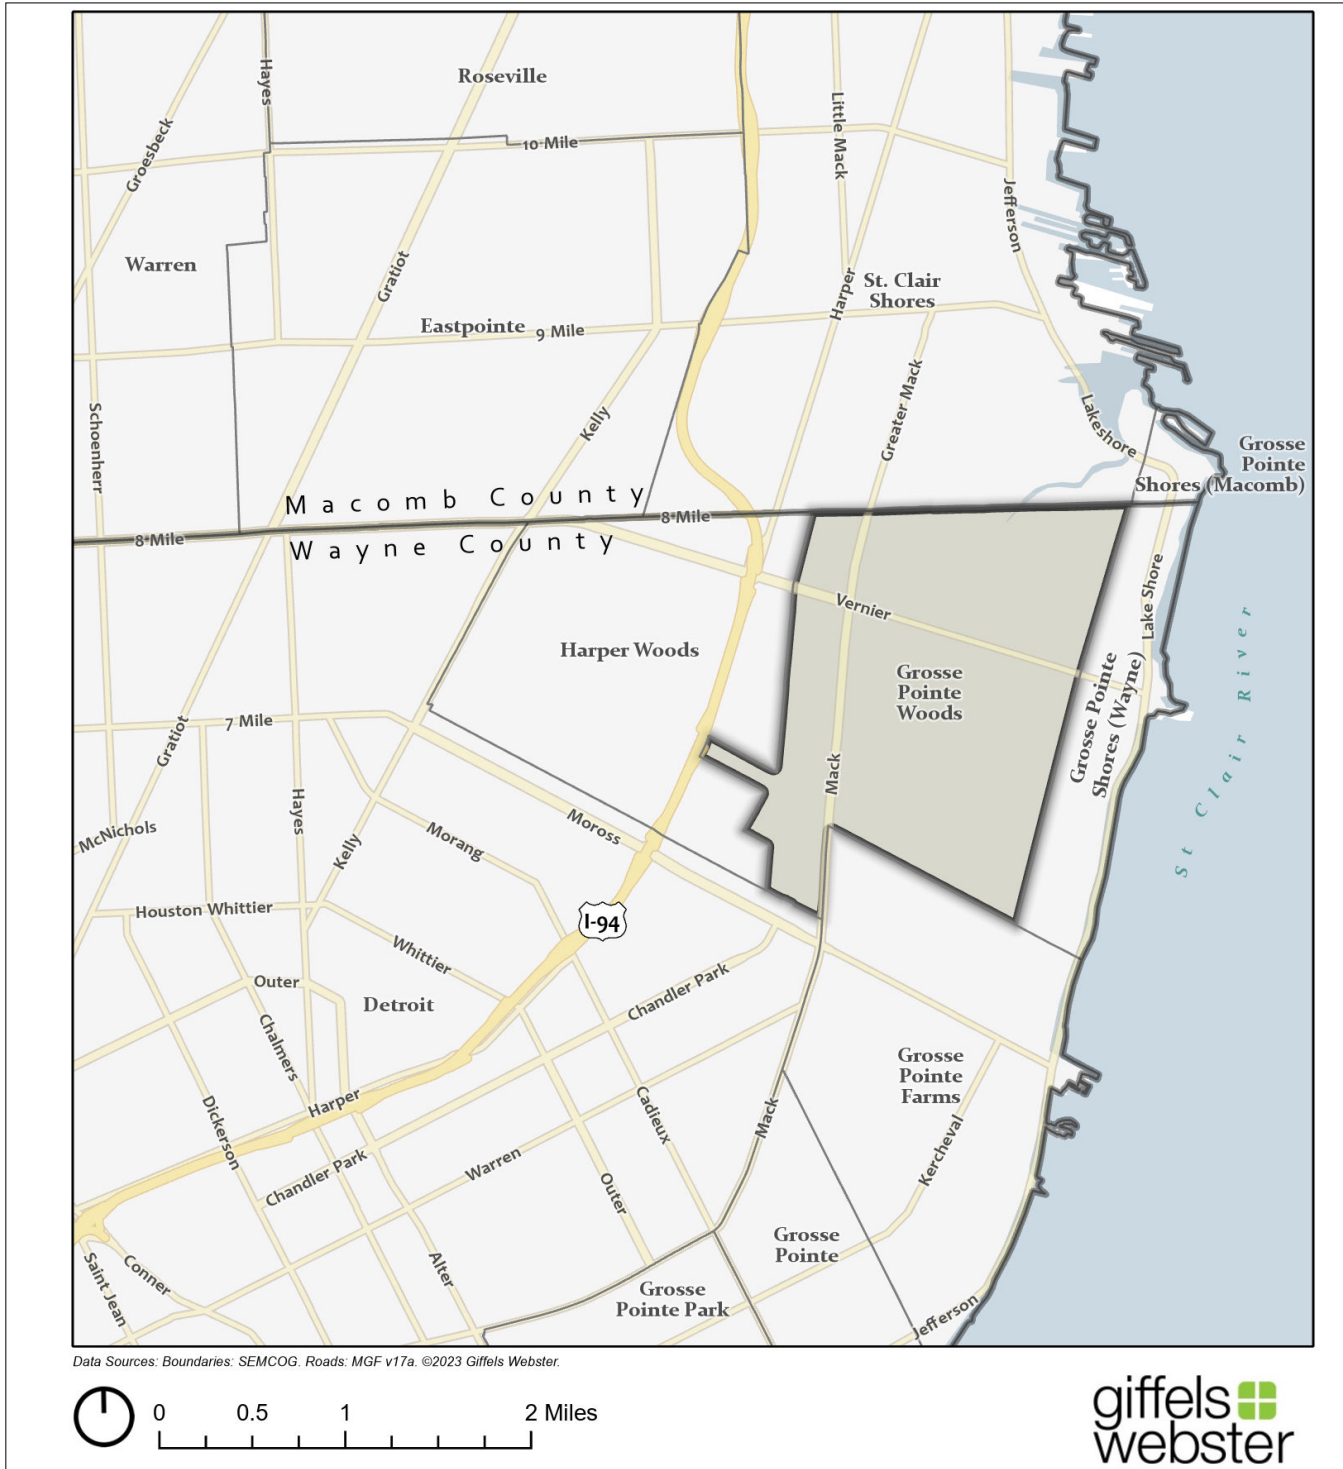 Roseville
Hayes
Groesbeck
Little Mack
10 Mile
Jefferson
Warren
Gratiot
Harper
St. Clair
Shores
Eastpointe
9 Mile
Schoenherr
Kelly
Greater Mack
Lakeshore
Grosse
Pointe
Shores (Macomb)
Macomb County
8 Mile
8 Mile
Wayne County
Vernier
Lake Shore
Harper Woods
Grosse
Pointe
Woods
Grosse Pointe
Shores (Wayne)
St Clair River
7 Mile
Gratiot
Mack
Hayes
McNichols
Kelly
Morang
Moross
Houston Whittier
I-94
Whittier
Outer
Detroit
Chandler Park
Chalmers
Grosse
Pointe
Farms
Harper
Dickerson
Cadieux
Mack
Kercheval
Chandler Park
Warren
Outer
Grosse
Pointe
Saint Jean
Conner
Alter
Grosse
Pointe Park
Jefferson
Data Sources: Boundaries: SEMCOG. Roads: MGF v17a. ©2023 Giffels Webster.
0 0.5 1 2 Miles
giffels
webster